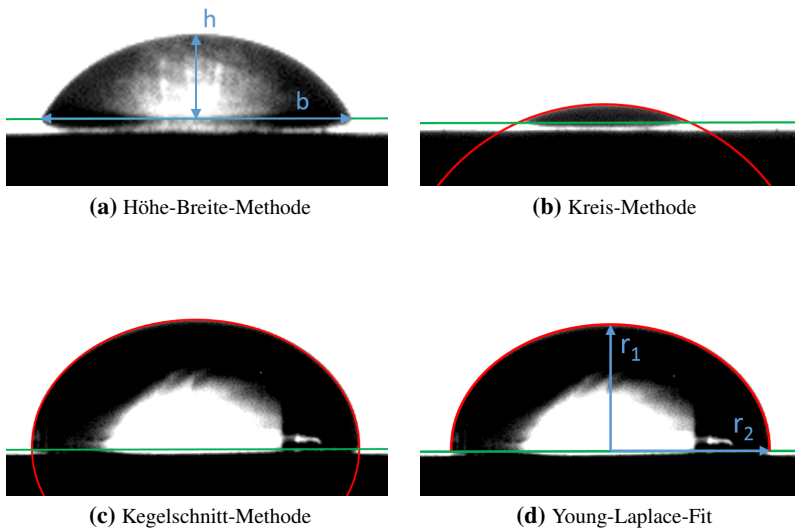 h
b
(a) Höhe-Breite-Methode
(b) Kreis-Methode
r1
r2
(c) Kegelschnitt-Methode
(d) Young-Laplace-Fit